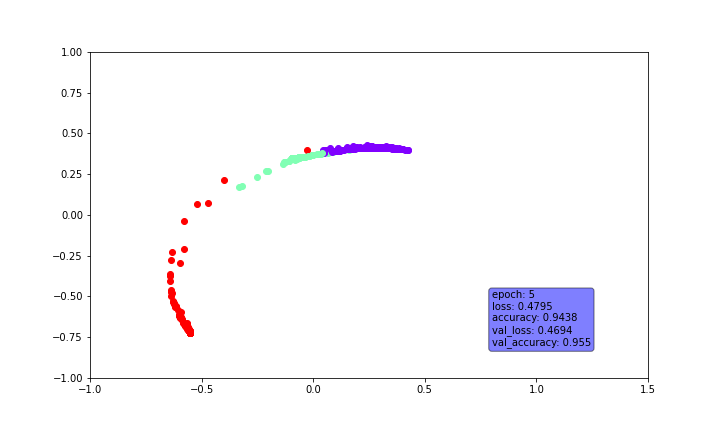 1.00
0.75
0.50
0.25
0.00
−0.25
−0.50
−0.75
−1.00
epoch: 5
loss: 0.4795
accuracy: 0.9438
val_loss: 0.4694
val_accuracy: 0.955
−1.0 −0.5 0.0 0.5 1.0 1.5